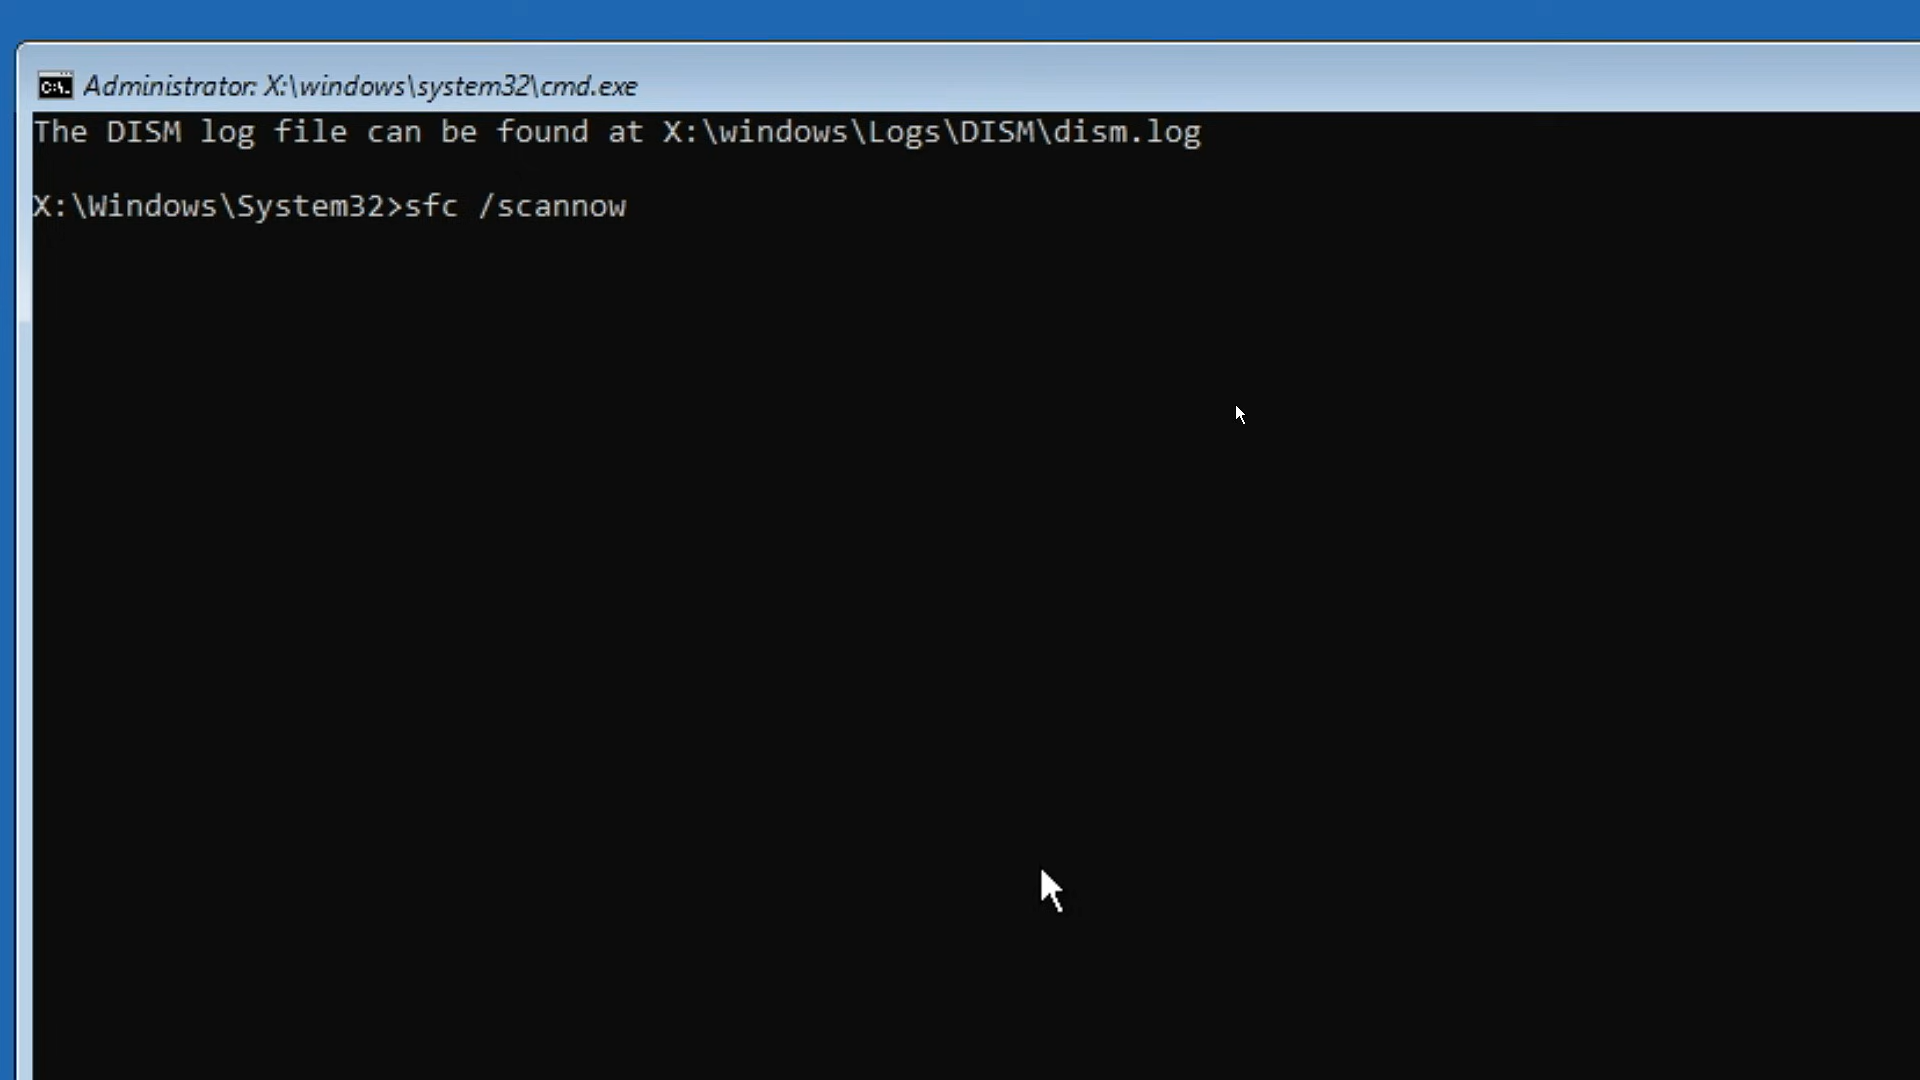 C:\.
Administrator: X:\windows\system32\cmd.exe
The DISM log file can be found at X:\windows\Logs\DISM\dism.log
X:\Windows\System32>sfc /scannow